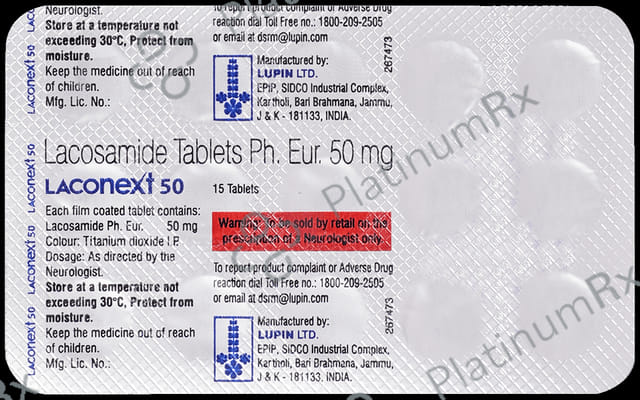 Neurologist.
Store at a temperature not
exceeding 30°C, Protect from
moisture.
Keep the medicine out of reach
of children.
Mfg. Lic. No.:
To report product complaint or Adverse Drug
reaction dial Toll Free no.: 1800-209-2505
or email at dsrm@lupin.com
Manufactured by:
LUPIN LTD.
EPIP, SIDCO Industrial Complex,
Kartholi, Bari Brahmana, Jammu,
J & K - 181133, INDIA.
267473
Lacosamide Tablets Ph. Eur. 50 mg
LACONEXT 50
15 Tablets
Each film coated tablet contains:
Lacosamide Ph. Eur. 50 mg
Colour: Titanium dioxide I.P.
Dosage: As directed by the
Neurologist.
Store at a temperature not
exceeding 30°C, Protect from
moisture.
Keep the medicine out of reach
of children.
Mfg. Lic. No.:
Warning: To be sold by retail on the
prescription of a Neurologist only
To report product complaint or Adverse Drug
reaction dial Toll Free no.: 1800-209-2505
or email at dsrm@lupin.com
Manufactured by:
LUPIN LTD.
EPIP, SIDCO Industrial Complex,
Kartholi, Bari Brahmana, Jammu,
J & K - 181133, INDIA.
267473
LACONEXT 50 LACONEXT 50 LACONEXT 50
PlatinumRx
PlatinumRx